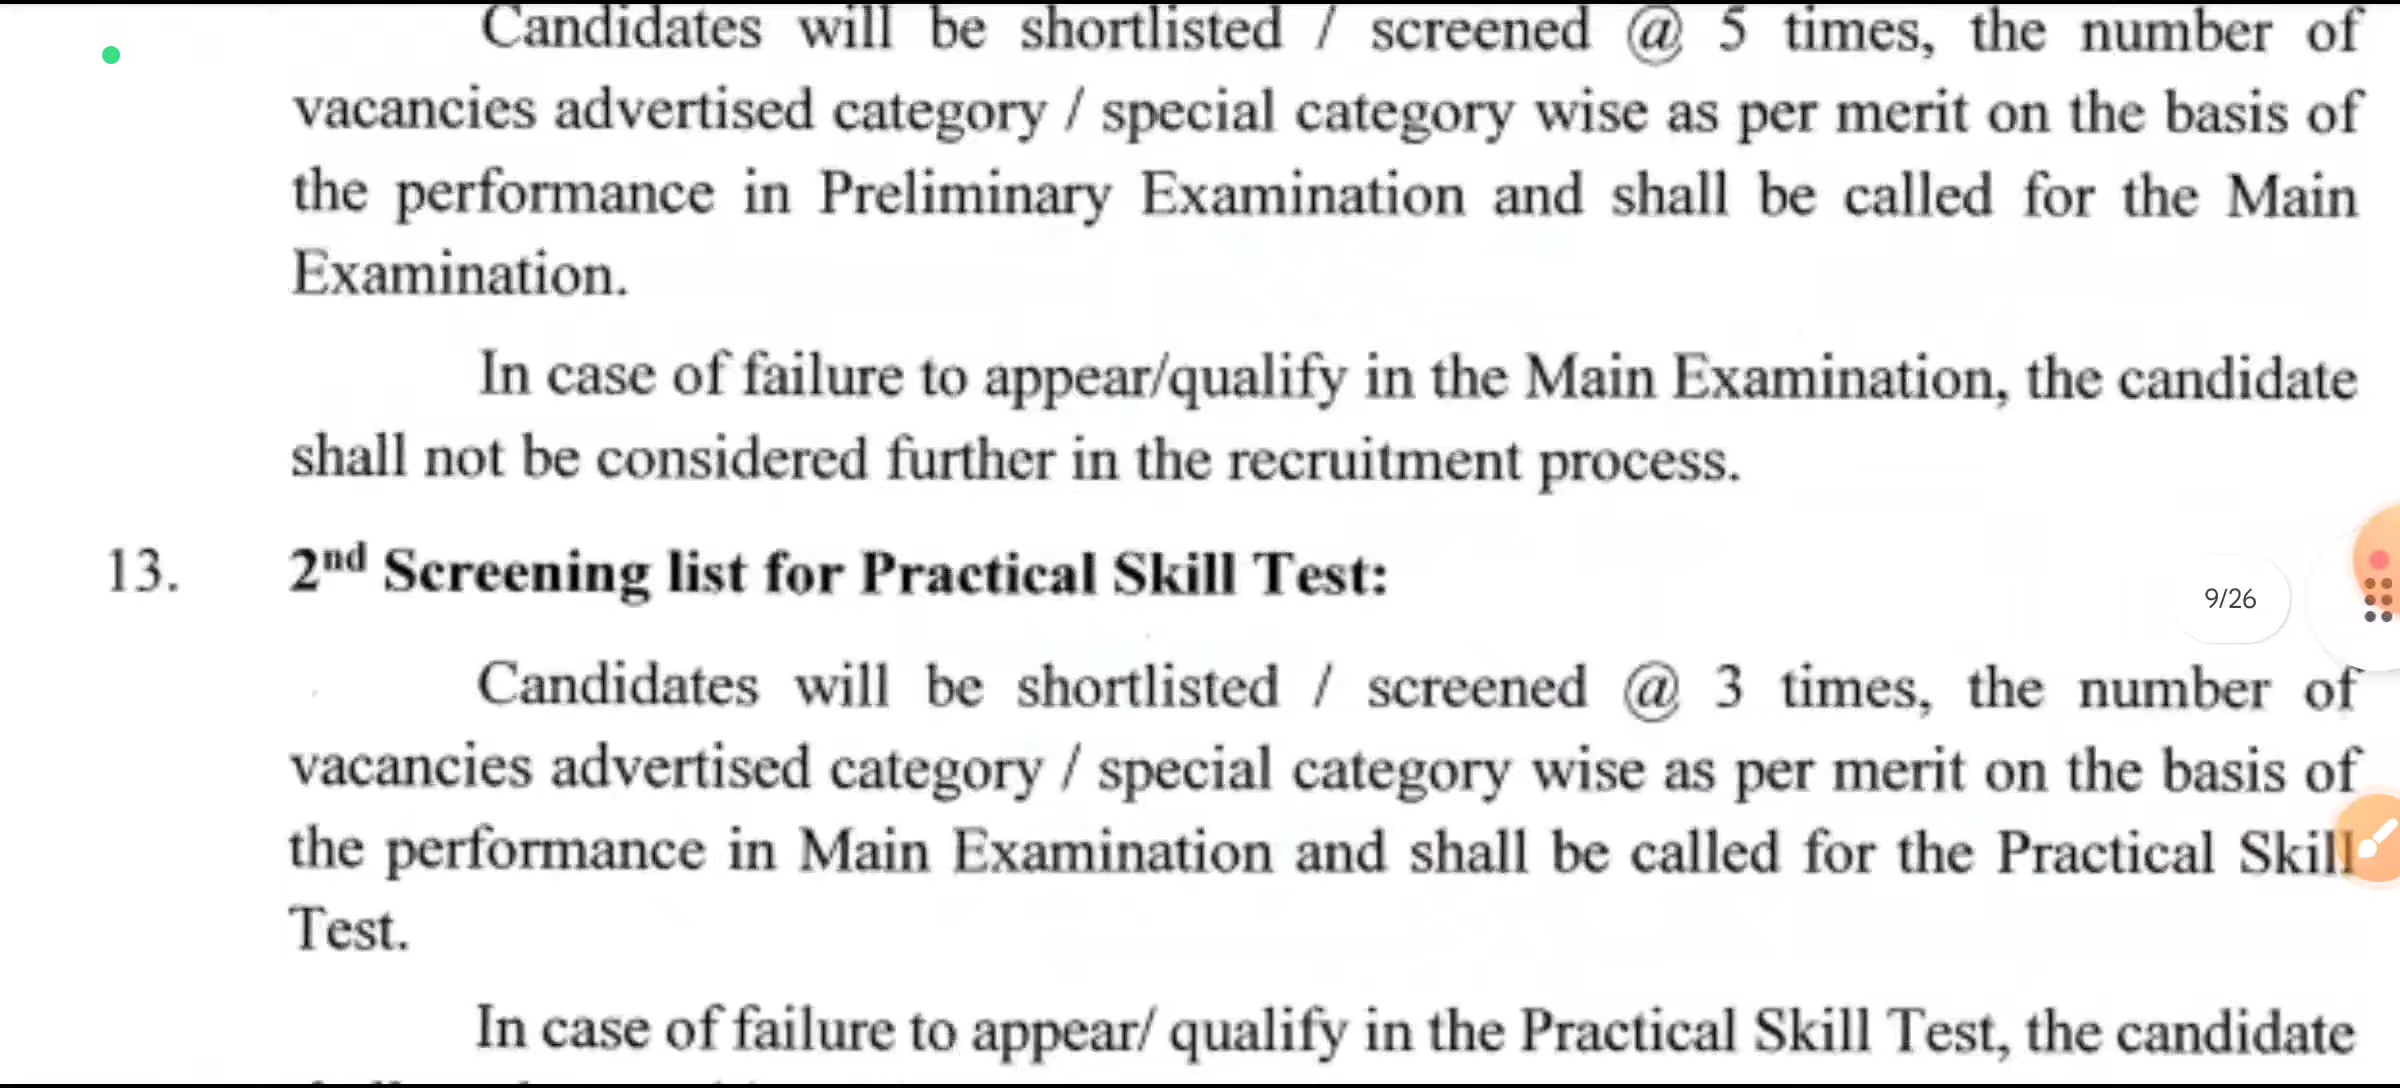 Candidates will be shortlisted / screened @ 5 times, the number of
vacancies advertised category / special category wise as per merit on the basis of
the performance in Preliminary Examination and shall be called for the Main
Examination.
In case of failure to appear/qualify in the Main Examination, the candidate
shall not be considered further in the recruitment process.
13. 2nd Screening list for Practical Skill Test:
9/26
Candidates will be shortlisted / screened @ 3 times, the number of
vacancies advertised category / special category wise as per merit on the basis of
the performance in Main Examination and shall be called for the Practical Skill
Test.
In case of failure to appear/ qualify in the Practical Skill Test, the candidate